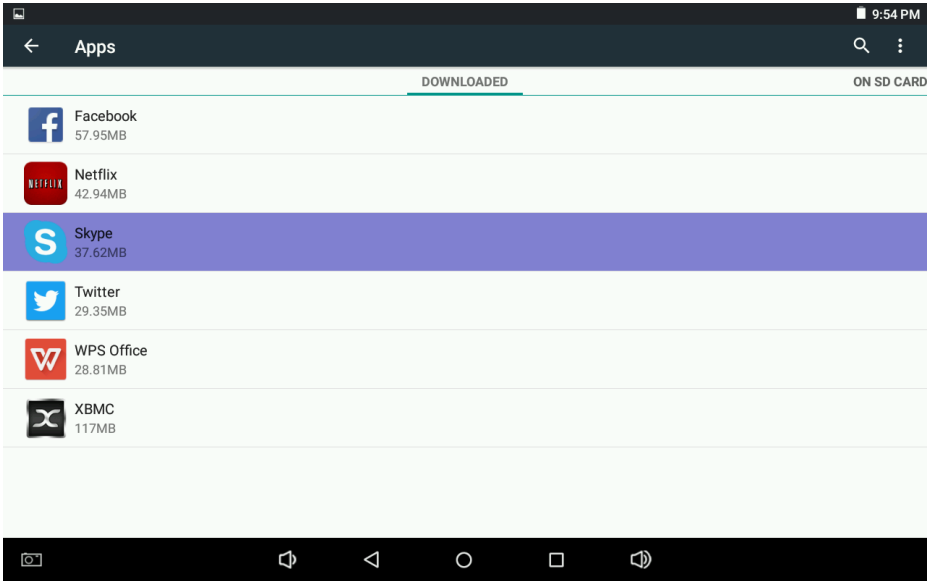 9:54 PM
Apps
DOWNLOADED
ON SD CARD
Facebook
57.95MB
NETFLIX
Netflix
42.94MB
Skype
37.62MB
Twitter
29.35MB
WPS Office
28.81MB
XBMC
117MB